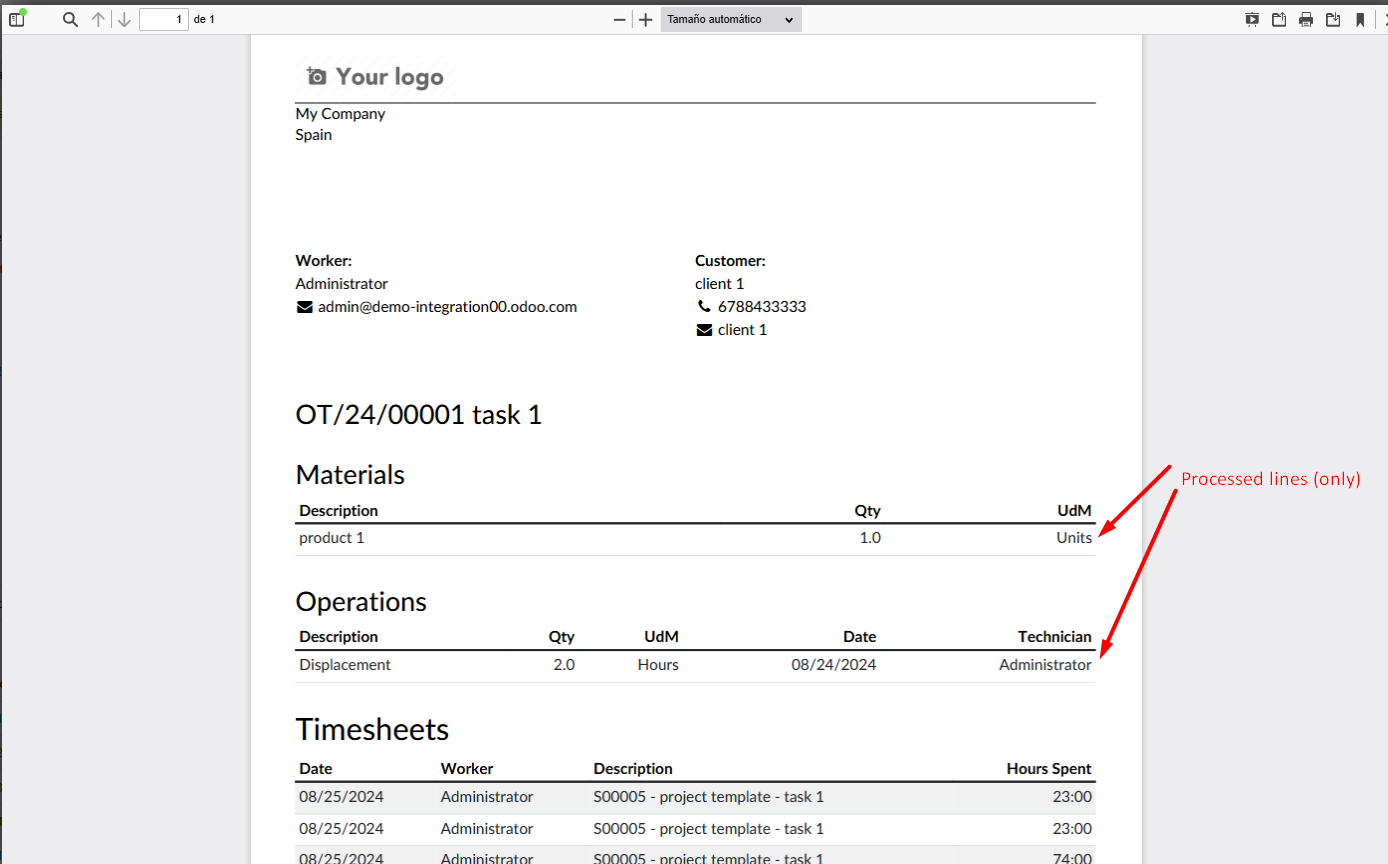 1 de 1 Tamaño automático
Your logo
My Company
Spain
Worker: Customer:
Administrator client 1
admin@demo-integration00.odoo.com 6788433333
client 1
OT/24/00001 task 1
Materials
Processed lines (only)
Description Qty UdM
product 1 1.0 Units
Operations
Description Qty UdM Date Technician
Displacement 2.0 Hours 08/24/2024 Administrator
Timesheets
Date Worker Description Hours Spent
08/25/2024 Administrator S00005 - project template - task 1 23:00
08/25/2024 Administrator S00005 - project template - task 1 23:00
08/25/2024 Administrator S00005 - project template - task 1 74:00